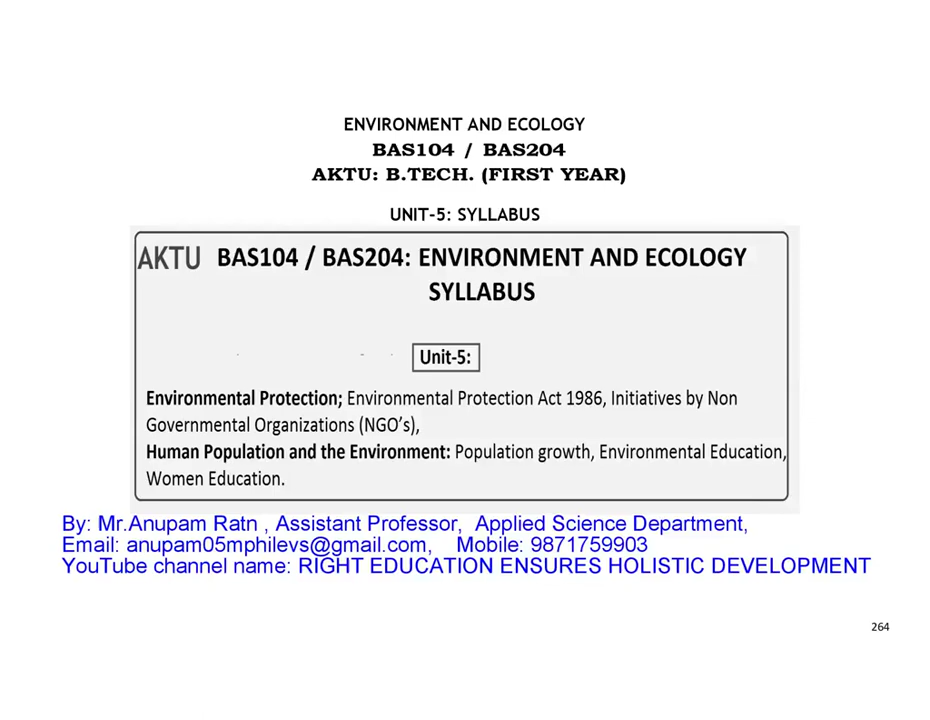 ENVIRONMENT AND ECOLOGY
BAS104 / BAS204
AKTU: B.TECH. (FIRST YEAR)
UNIT-5: SYLLABUS
AKTU BAS104 / BAS204: ENVIRONMENT AND ECOLOGY
SYLLABUS
Unit-5:
Environmental Protection; Environmental Protection Act 1986, Initiatives by Non
Governmental Organizations (NGO's),
Human Population and the Environment: Population growth, Environmental Education,
Women Education.
By: Mr.Anupam Ratn , Assistant Professor, Applied Science Department,
Email: anupam05mphilevs@gmail.com, Mobile: 9871759903
YouTube channel name: RIGHT EDUCATION ENSURES HOLISTIC DEVELOPMENT
264